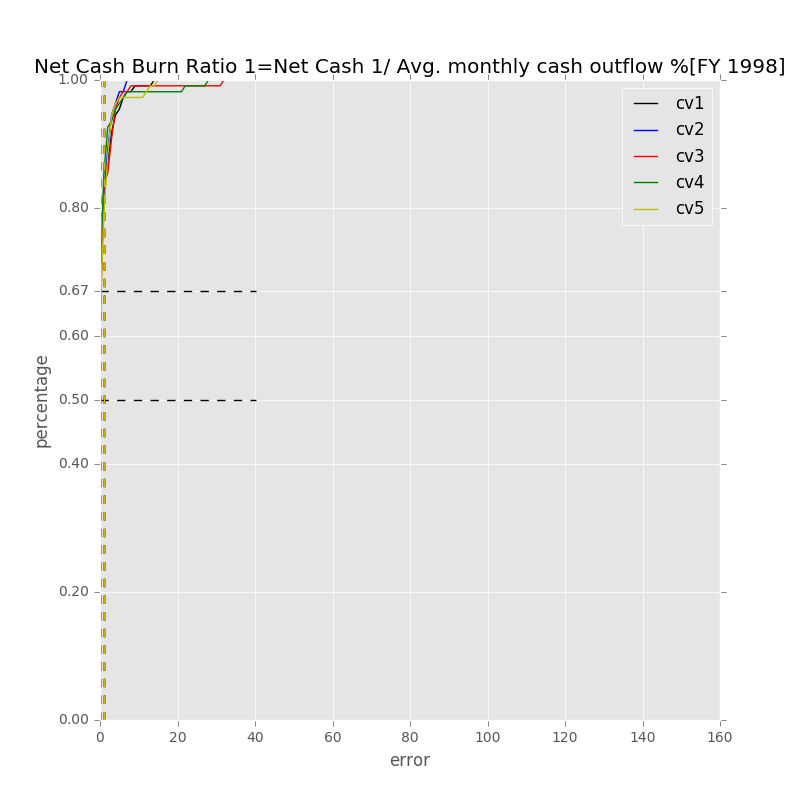 Net Cash Burn Ratio 1=Net Cash 1/ Avg. monthly cash outflow %[FY 1998]
1.00
0.80
0.67
0.60
0.50
0.40
0.20
0.00
percentage
cv1
cv2
cv3
cv4
cv5
0 20 40 60 80 100 120 140 160
error